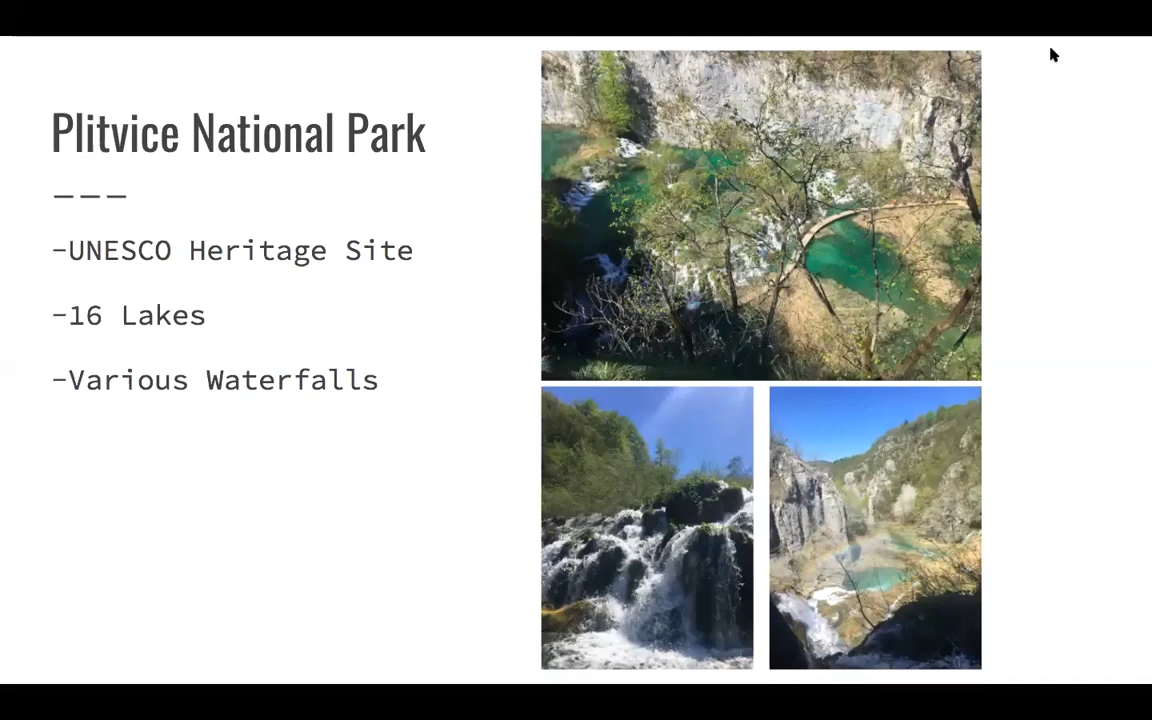 Plitvice National Park
–––
-UNESCO Heritage Site
-16 Lakes
-Various Waterfalls